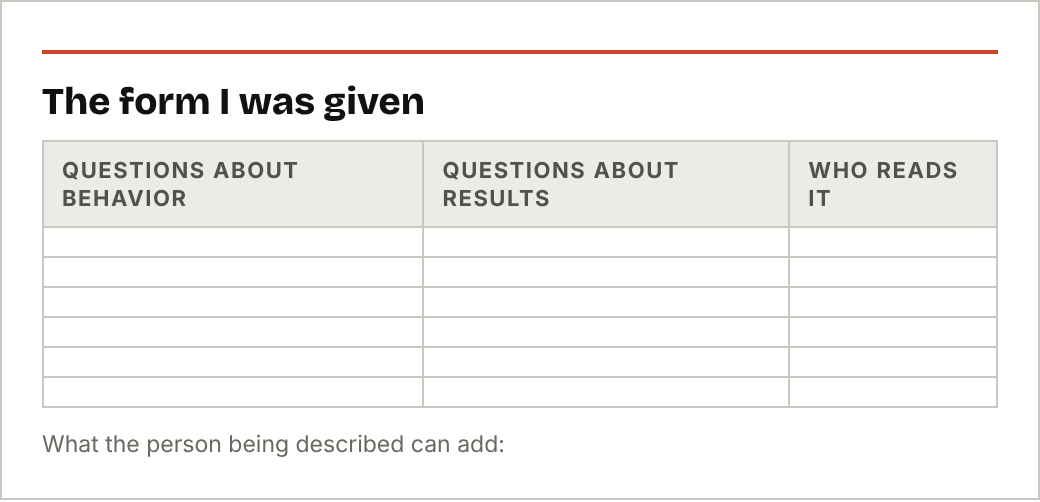 The form I was given
QUESTIONS ABOUT
BEHAVIOR
QUESTIONS ABOUT
RESULTS
WHO READS
IT
What the person being described can add: